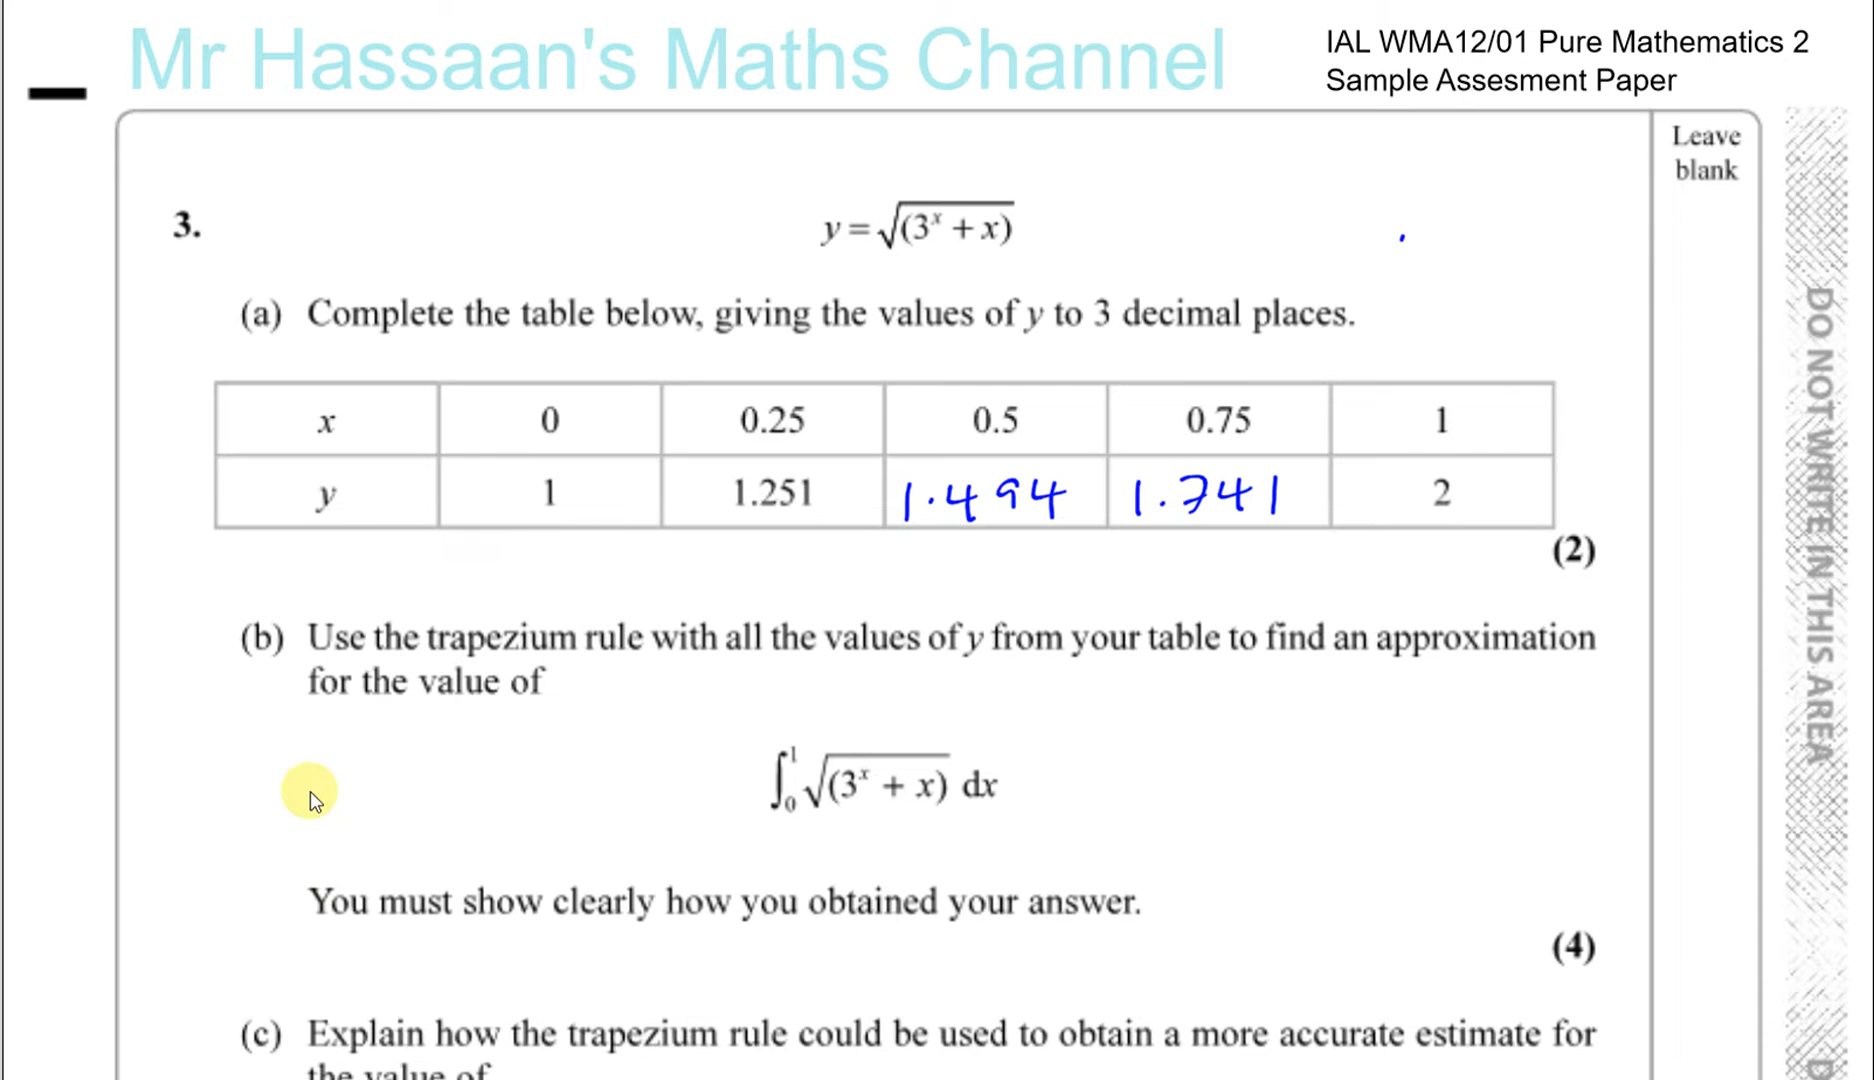 Mr Hassaan's Maths Channel
IAL WMA12/01 Pure Mathematics 2
Sample Assesment Paper
Leave
blank
3. y = √(3ˣ + x)
(a) Complete the table below, giving the values of y to 3 decimal places.
x 0 0.25 0.5 0.75 1
y 1 1.251 1.494 1.741 2
(2)
(b) Use the trapezium rule with all the values of y from your table to find an approximation
for the value of
∫₀¹ √(3ˣ + x) dx
You must show clearly how you obtained your answer.
(4)
(c) Explain how the trapezium rule could be used to obtain a more accurate estimate for
the value of
DO NOT WRITE IN THIS AREA
D